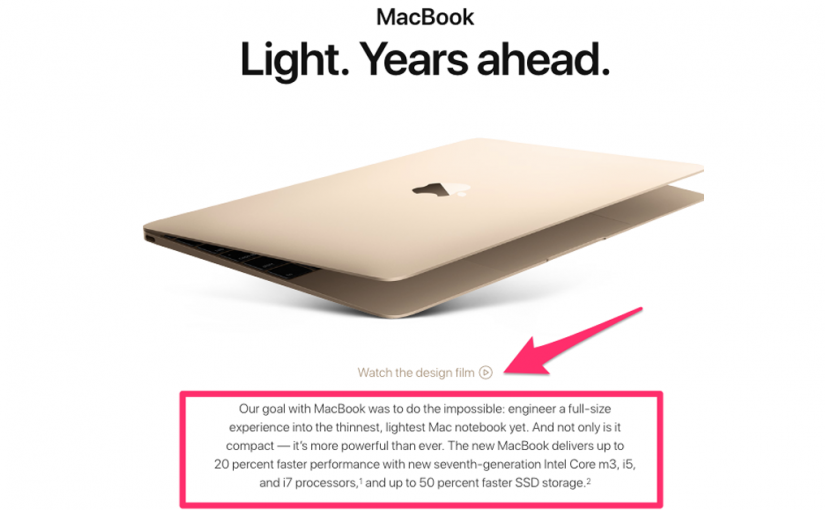 MacBook
Light. Years ahead.
Watch the design film
Our goal with MacBook was to do the impossible: engineer a full-size
experience into the thinnest, lightest Mac notebook yet. And not only is it
compact — it's more powerful than ever. The new MacBook delivers up to
20 percent faster performance with new seventh-generation Intel Core m3, i5,
and i7 processors,¹ and up to 50 percent faster SSD storage.²